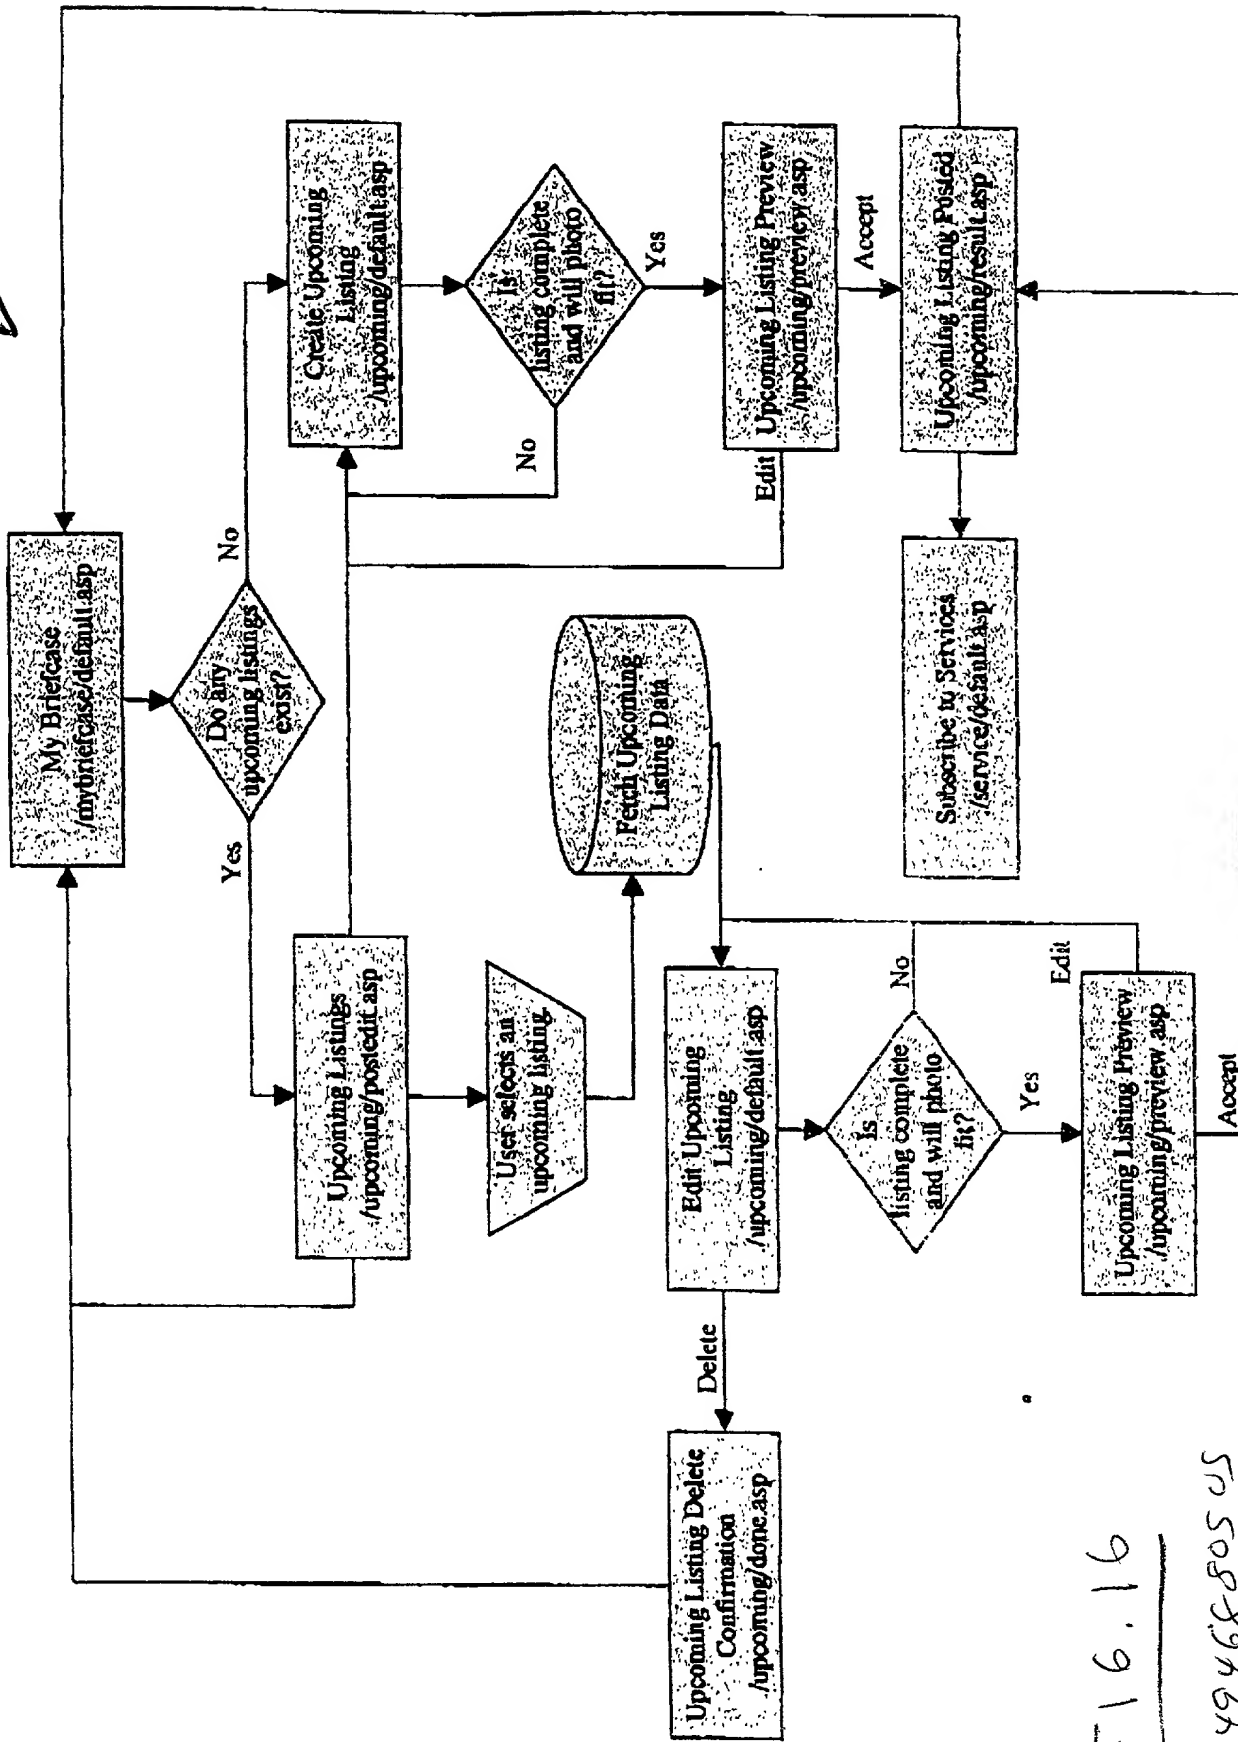 My Briefcase
/mybriefcase/default.asp
Do any
upcoming listings
exist?
Yes
No
Upcoming Listings
/upcoming/postedit.asp
Create Upcoming
Listing
/upcoming/default.asp
User selects an
upcoming listing
Is
listing complete
and will photo
fit?
No
Yes
Fetch Upcoming
Listing Data
Upcoming Listing Delete
Confirmation
/upcoming/done.asp
Delete
Edit Upcoming
Listing
/upcoming/default.asp
Edit
Upcoming Listing Preview
/upcoming/preview.asp
Accept
Is
listing complete
and will photo
fit?
No
Yes
Subscribe to Services
/service/default.asp
Upcoming Listing Posted
/upcoming/result.asp
Edit
Upcoming Listing Preview
/upcoming/preview.asp
Accept
16.16